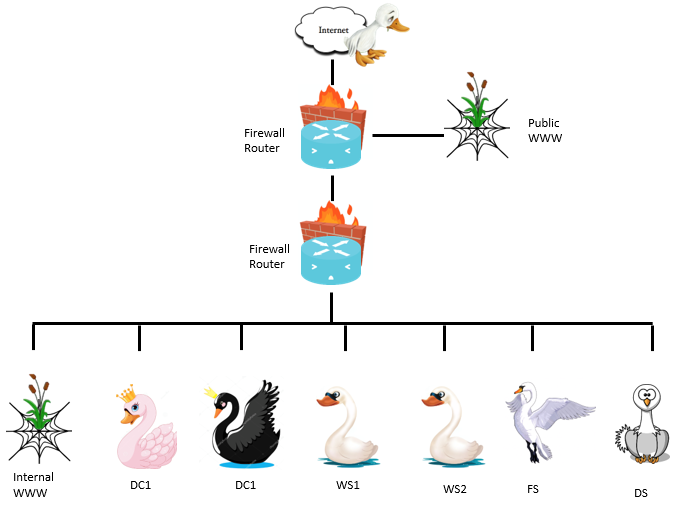 Internet
Firewall
Router
Public
WWW
Firewall
Router
Internal
WWW
DC1
DC1
WS1
WS2
FS
DS